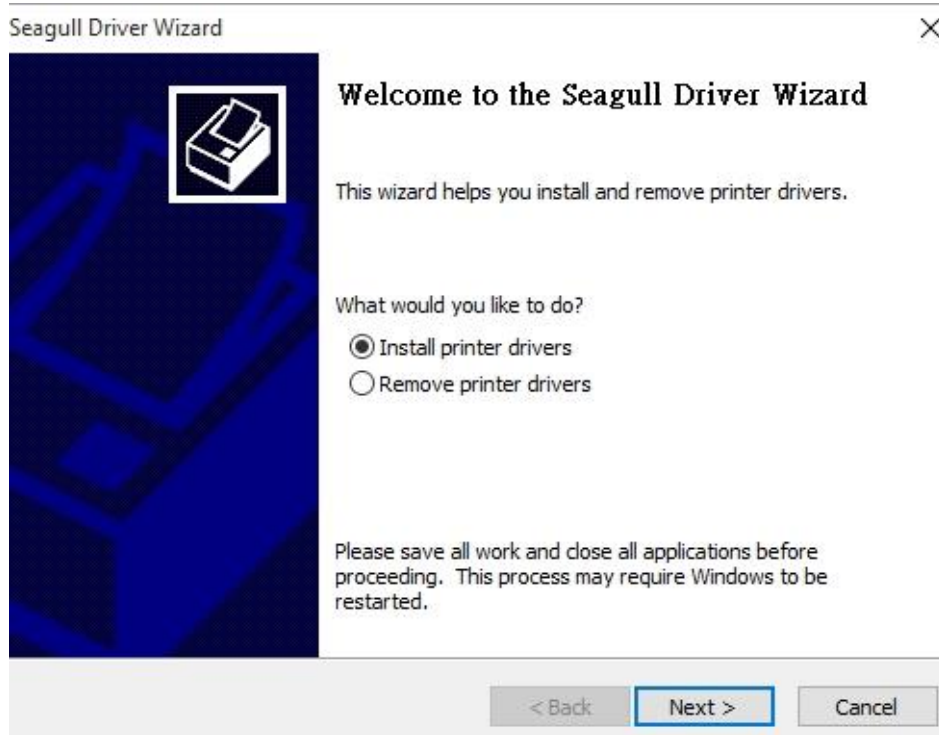 Seagull Driver Wizard
Welcome to the Seagull Driver Wizard
This wizard helps you install and remove printer drivers.
What would you like to do?
Install printer drivers
Remove printer drivers
Please save all work and close all applications before
proceeding. This process may require Windows to be
restarted.
< Back Next > Cancel